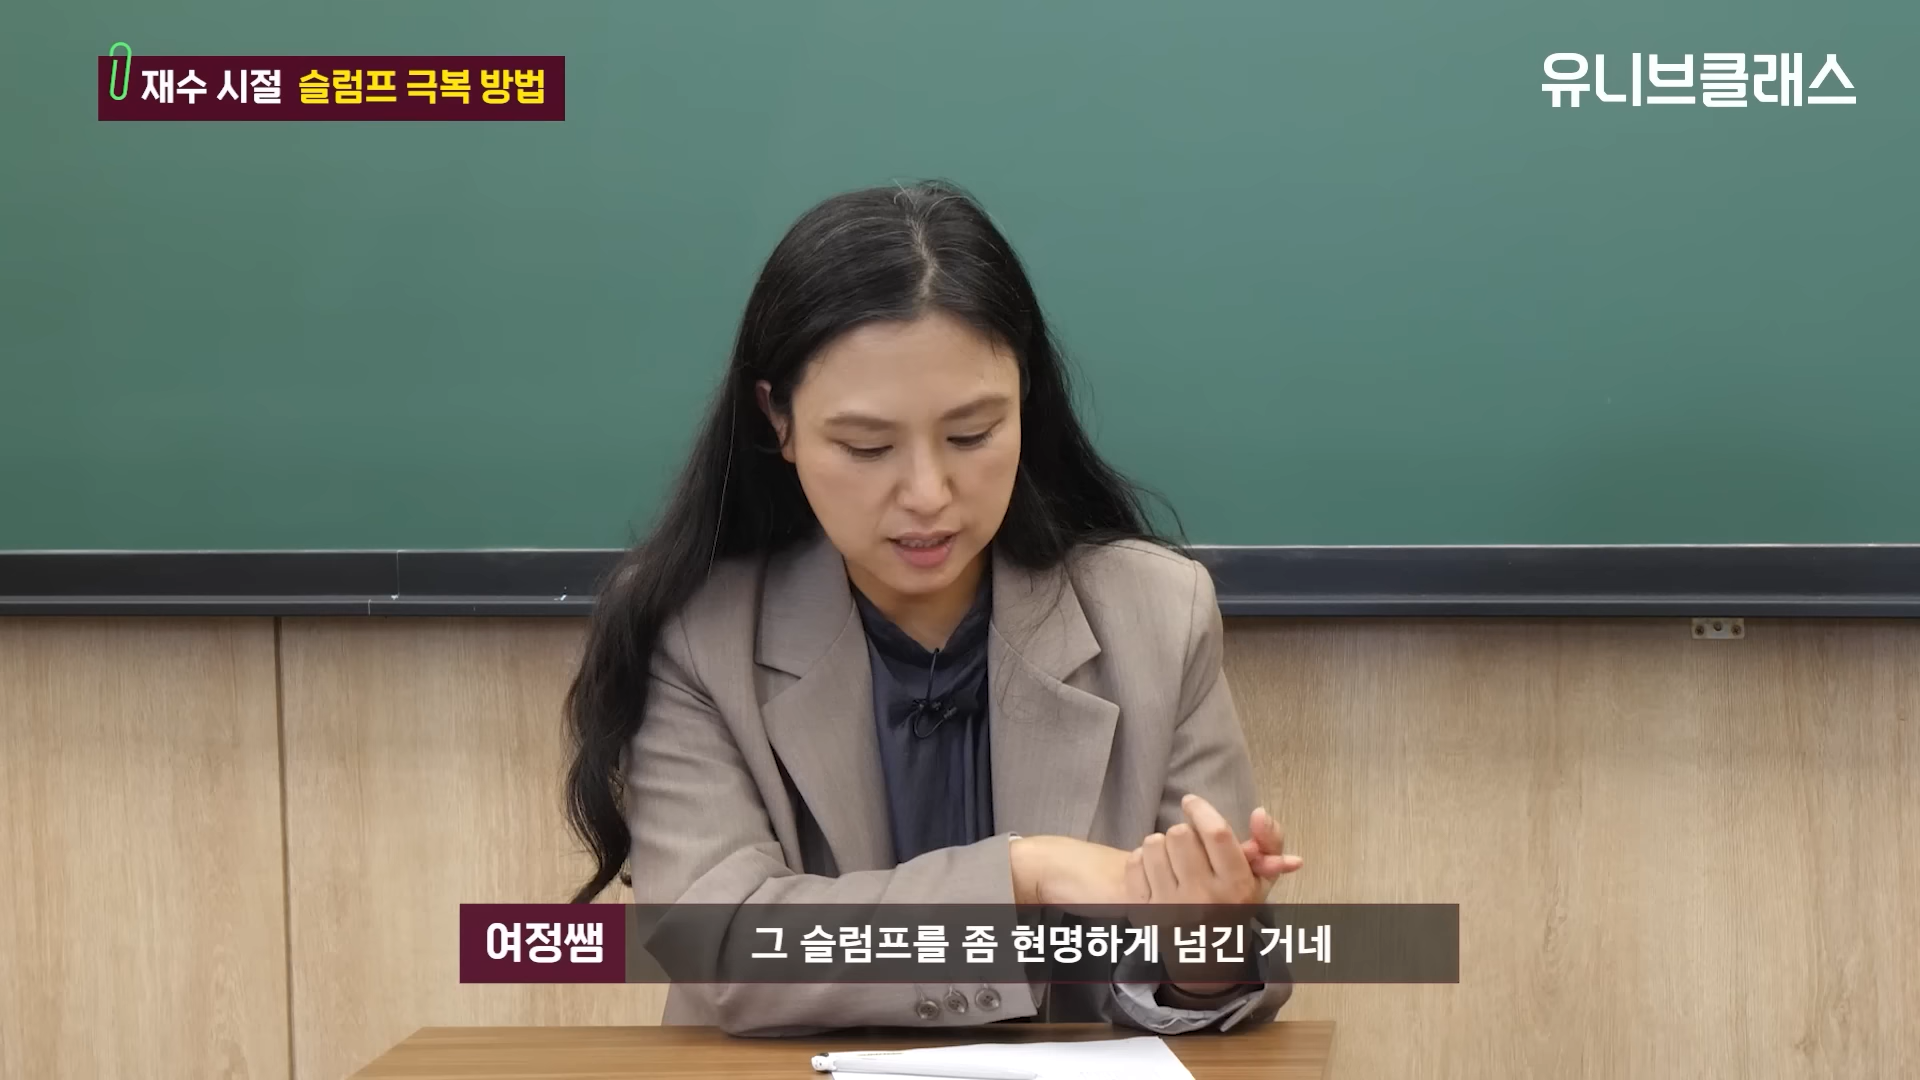 재수 시절 슬럼프 극복 방법
유니브클래스
여정쌤
그 슬럼프를 좀 현명하게 넘긴 거네